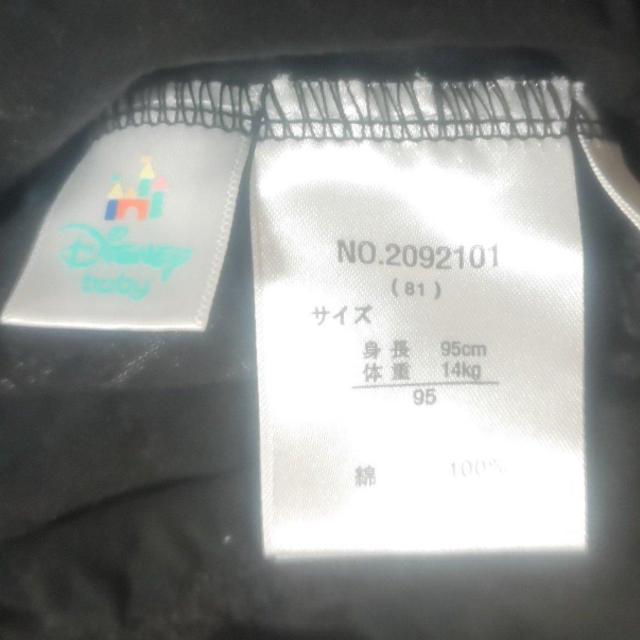 Disney
baby
NO.2092101
(81)
サイズ
身長 95cm
体重 14kg
95
綿 100%